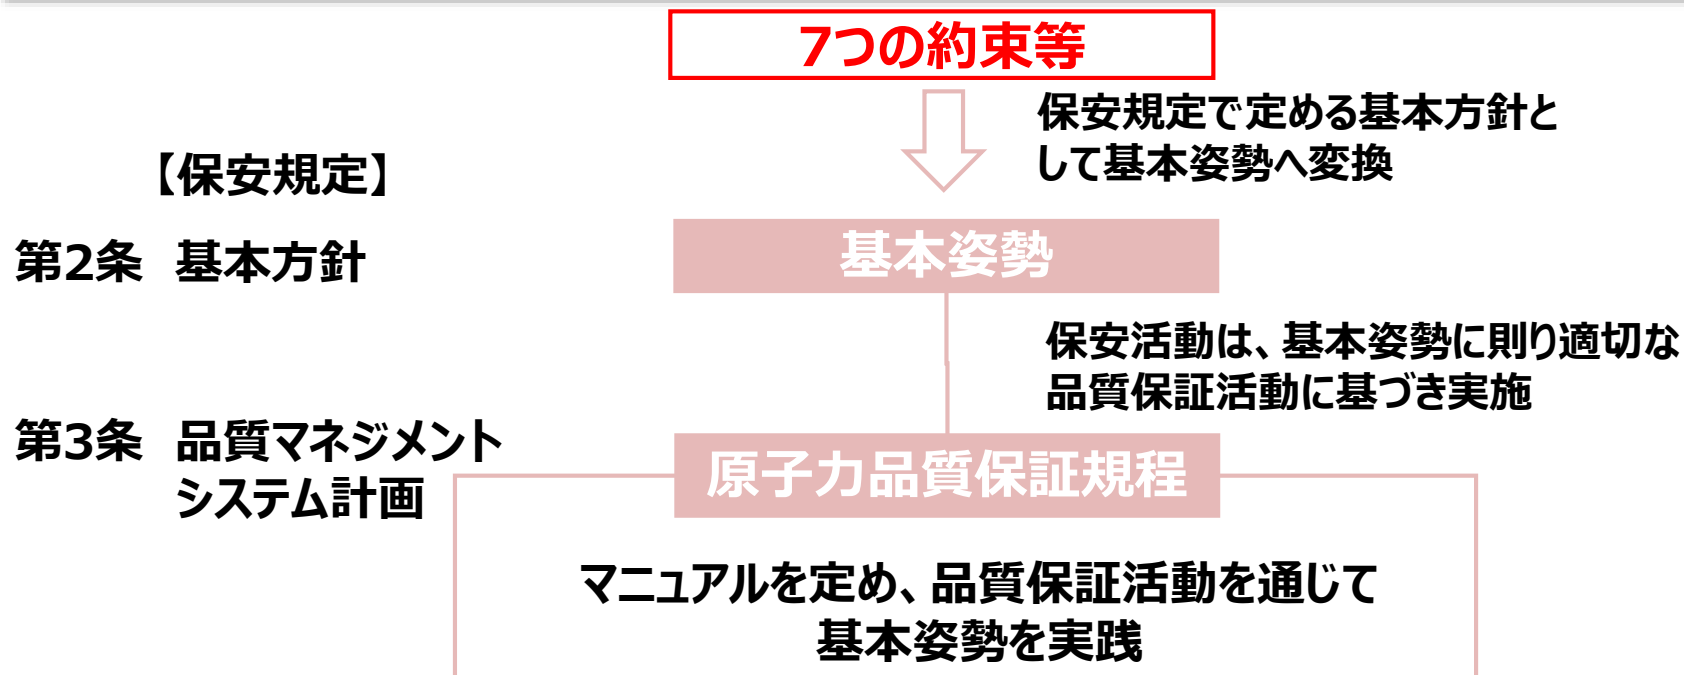 7つの約束等
保安規定で定める基本方針と
して基本姿勢へ変換
【保安規定】
第2条 基本方針
基本姿勢
保安活動は、基本姿勢に則り適切な
品質保証活動に基づき実施
第3条 品質マネジメント
システム計画
原子力品質保証規程
マニュアルを定め、品質保証活動を通じて
基本姿勢を実践